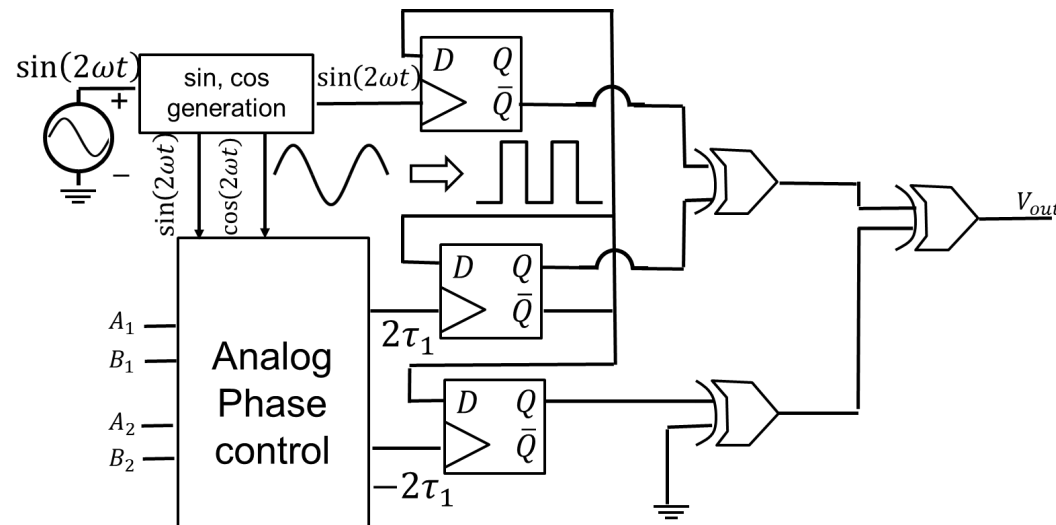 sin(2ωt)
+
−
sin, cos
generation
sin(2ωt)
D Q
Q̄
sin(2ωt)
cos(2ωt)
A₁
B₁
A₂
B₂
Analog
Phase
control
2τ₁
−2τ₁
D Q
Q̄
D Q
Q̄
V_out